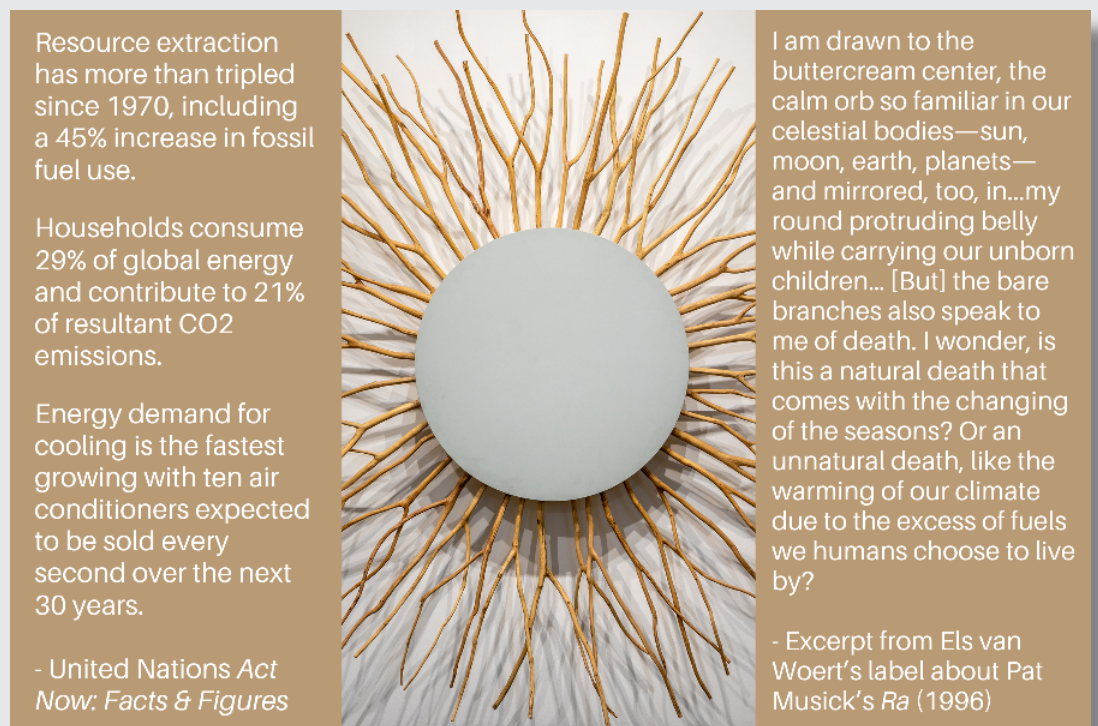 Resource extraction
has more than tripled
since 1970, including
a 45% increase in fossil
fuel use.
Households consume
29% of global energy
and contribute to 21%
of resultant CO2
emissions.
Energy demand for
cooling is the fastest
growing with ten air
conditioners expected
to be sold every
second over the next
30 years.
- United Nations Act
Now: Facts & Figures
I am drawn to the
buttercream center, the
calm orb so familiar in our
celestial bodies—sun,
moon, earth, planets—
and mirrored, too, in...my
round protruding belly
while carrying our unborn
children... [But] the bare
branches also speak to
me of death. I wonder, is
this a natural death that
comes with the changing
of the seasons? Or an
unnatural death, like the
warming of our climate
due to the excess of fuels
we humans choose to live
by?
- Excerpt from Els van
Woert’s label about Pat
Musick’s Ra (1996)